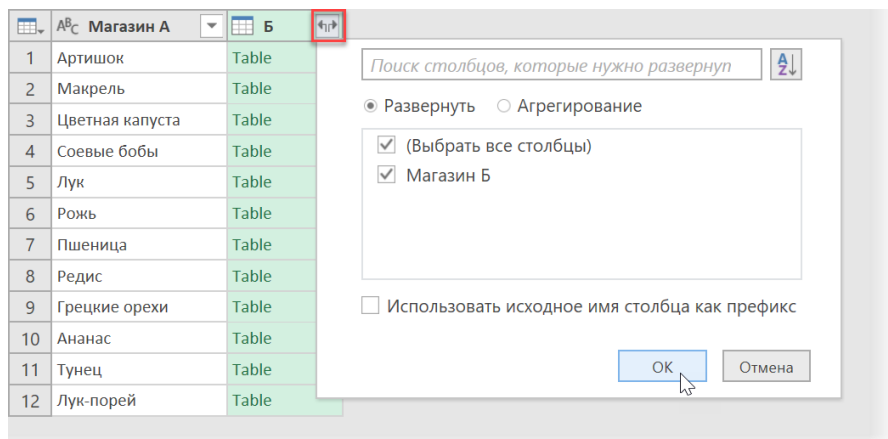 ABC Магазин А Б
1 Артишок Table
2 Макрель Table
3 Цветная капуста Table
4 Соевые бобы Table
5 Лук Table
6 Рожь Table
7 Пшеница Table
8 Редис Table
9 Грецкие орехи Table
10 Ананас Table
11 Тунец Table
12 Лук-порей Table
Поиск столбцов, которые нужно развернуп
AZ
Развернуть Агрегирование
(Выбрать все столбцы)
Магазин Б
Использовать исходное имя столбца как префикс
ОК Отмена